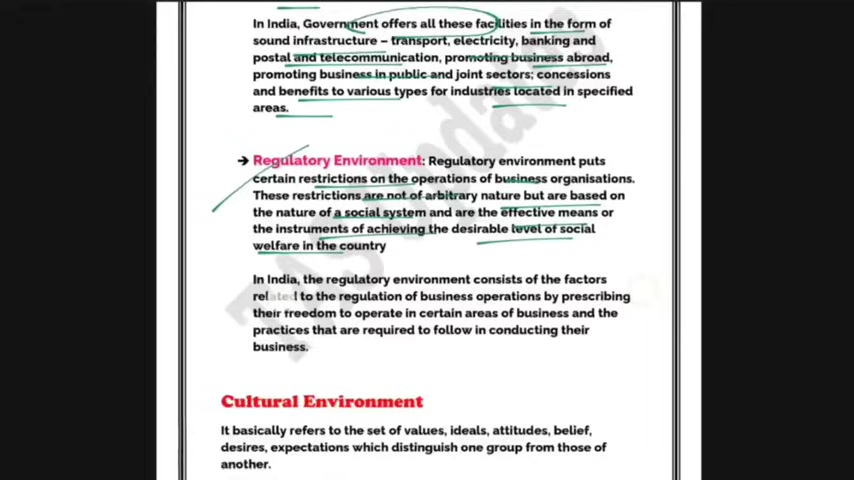 In India, Government offers all these facilities in the form of
sound infrastructure – transport, electricity, banking and
postal and telecommunication, promoting business abroad,
promoting business in public and joint sectors; concessions
and benefits to various types for industries located in specified
areas.
➔ Regulatory Environment: Regulatory environment puts
certain restrictions on the operations of business organisations.
These restrictions are not of arbitrary nature but are based on
the nature of a social system and are the effective means or
the instruments of achieving the desirable level of social
welfare in the country
In India, the regulatory environment consists of the factors
related to the regulation of business operations by prescribing
their freedom to operate in certain areas of business and the
practices that are required to follow in conducting their
business.
Cultural Environment
It basically refers to the set of values, ideals, attitudes, belief,
desires, expectations which distinguish one group from those of
another.